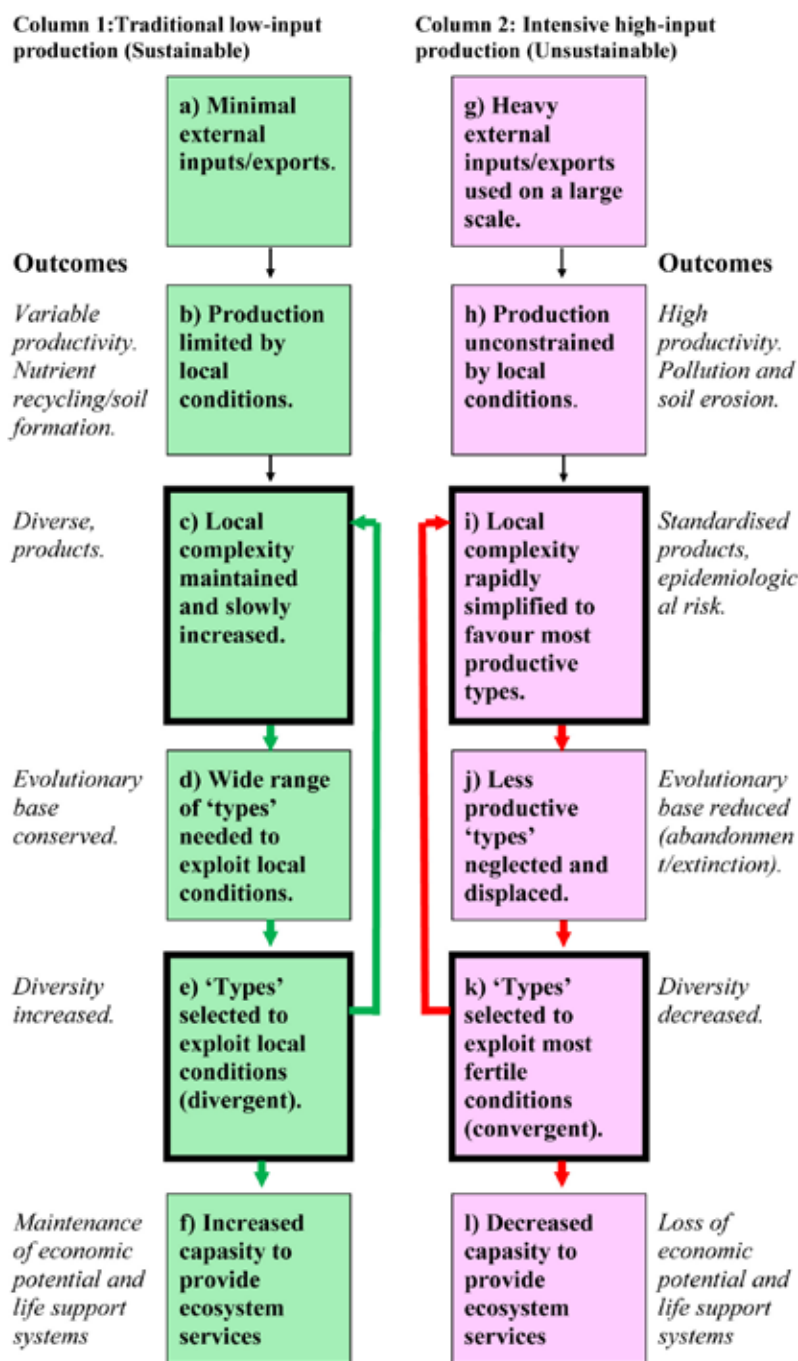 Column 1:Traditional low-input
production (Sustainable)
Column 2: Intensive high-input
production (Unsustainable)
a) Minimal
external
inputs/exports.
g) Heavy
external
inputs/exports
used on a large
scale.
Outcomes
Variable
productivity.
Nutrient
recycling/soil
formation.
b) Production
limited by
local
conditions.
h) Production
unconstrained
by local
conditions.
Outcomes
High
productivity.
Pollution and
soil erosion.
Diverse,
products.
c) Local
complexity
maintained
and slowly
increased.
i) Local
complexity
rapidly
simplified to
favour most
productive
types.
Standardised
products,
epidemiologic
al risk.
Evolutionary
base
conserved.
d) Wide range
of ‘types’
needed to
exploit local
conditions.
j) Less
productive
‘types’
neglected and
displaced.
Evolutionary
base reduced
(abandonmen
t/extinction).
Diversity
increased.
e) ‘Types’
selected to
exploit local
conditions
(divergent).
k) ‘Types’
selected to
exploit most
fertile
conditions
(convergent).
Diversity
decreased.
Maintenance
of economic
potential and
life support
systems
f) Increased
capasity to
provide
ecosystem
services
l) Decreased
capasity to
provide
ecosystem
services
Loss of
economic
potential and
life support
systems